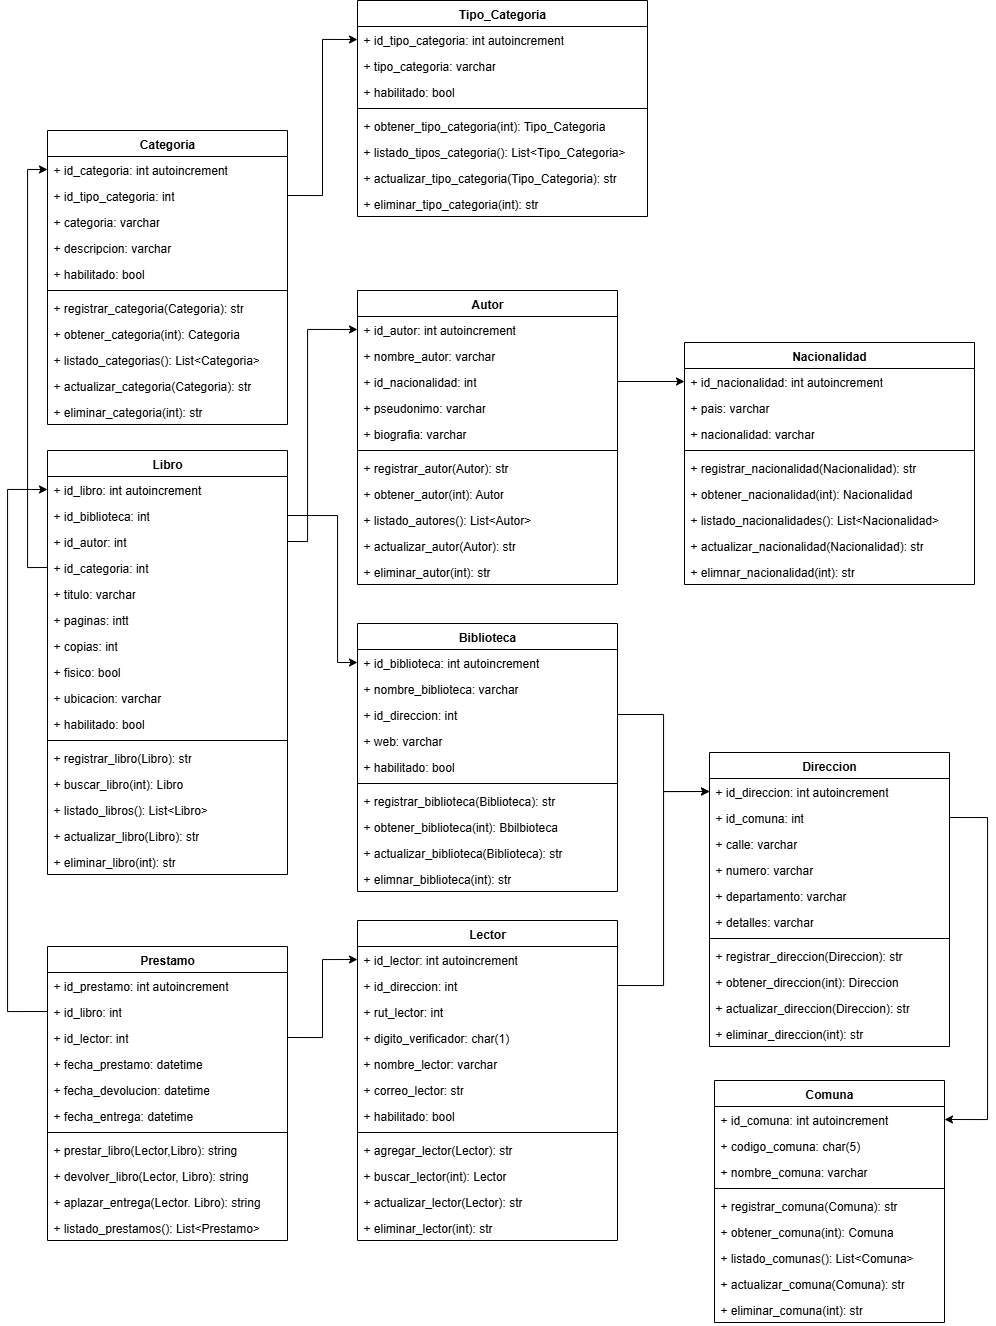 Tipo_Categoria
+ id_tipo_categoria: int autoincrement
+ tipo_categoria: varchar
+ habilitado: bool
+ obtener_tipo_categoria(int): Tipo_Categoria
+ listado_tipos_categoria(): List<Tipo_Categoria>
+ actualizar_tipo_categoria(Tipo_Categoria): str
+ eliminar_tipo_categoria(int): str
Categoria
+ id_categoria: int autoincrement
+ id_tipo_categoria: int
+ categoria: varchar
+ descripcion: varchar
+ habilitado: bool
+ registrar_categoria(Categoria): str
+ obtener_categoria(int): Categoria
+ listado_categorias(): List<Categoria>
+ actualizar_categoria(Categoria): str
+ eliminar_categoria(int): str
Autor
+ id_autor: int autoincrement
+ nombre_autor: varchar
+ id_nacionalidad: int
+ pseudonimo: varchar
+ biografia: varchar
+ registrar_autor(Autor): str
+ obtener_autor(int): Autor
+ listado_autores(): List<Autor>
+ actualizar_autor(Autor): str
+ eliminar_autor(int): str
Nacionalidad
+ id_nacionalidad: int autoincrement
+ pais: varchar
+ nacionalidad: varchar
+ registrar_nacionalidad(Nacionalidad): str
+ obtener_nacionalidad(int): Nacionalidad
+ listado_nacionalidades(): List<Nacionalidad>
+ actualizar_nacionalidad(Nacionalidad): str
+ elimnar_nacionalidad(int): str
Libro
+ id_libro: int autoincrement
+ id_biblioteca: int
+ id_autor: int
+ id_categoria: int
+ titulo: varchar
+ paginas: intt
+ copias: int
+ fisico: bool
+ ubicacion: varchar
+ habilitado: bool
+ registrar_libro(Libro): str
+ buscar_libro(int): Libro
+ listado_libros(): List<Libro>
+ actualizar_libro(Libro): str
+ eliminar_libro(int): str
Biblioteca
+ id_biblioteca: int autoincrement
+ nombre_biblioteca: varchar
+ id_direccion: int
+ web: varchar
+ habilitado: bool
+ registrar_biblioteca(Biblioteca): str
+ obtener_biblioteca(int): Bbilbioteca
+ actualizar_biblioteca(Biblioteca): str
+ elimnar_biblioteca(int): str
Direccion
+ id_direccion: int autoincrement
+ id_comuna: int
+ calle: varchar
+ numero: varchar
+ departamento: varchar
+ detalles: varchar
+ registrar_direccion(Direccion): str
+ obtener_direccion(int): Direccion
+ actualizar_direccion(Direccion): str
+ eliminar_direccion(int): str
Prestamo
+ id_prestamo: int autoincrement
+ id_libro: int
+ id_lector: int
+ fecha_prestamo: datetime
+ fecha_devolucion: datetime
+ fecha_entrega: datetime
+ prestar_libro(Lector,Libro): string
+ devolver_libro(Lector, Libro): string
+ aplazar_entrega(Lector. Libro): string
+ listado_prestamos(): List<Prestamo>
Lector
+ id_lector: int autoincrement
+ id_direccion: int
+ rut_lector: int
+ digito_verificador: char(1)
+ nombre_lector: varchar
+ correo_lector: str
+ habilitado: bool
+ agregar_lector(Lector): str
+ buscar_lector(int): Lector
+ actualizar_lector(Lector): str
+ eliminar_lector(int): str
Comuna
+ id_comuna: int autoincrement
+ codigo_comuna: char(5)
+ nombre_comuna: varchar
+ registrar_comuna(Comuna): str
+ obtener_comuna(int): Comuna
+ listado_comunas(): List<Comuna>
+ actualizar_comuna(Comuna): str
+ eliminar_comuna(int): str